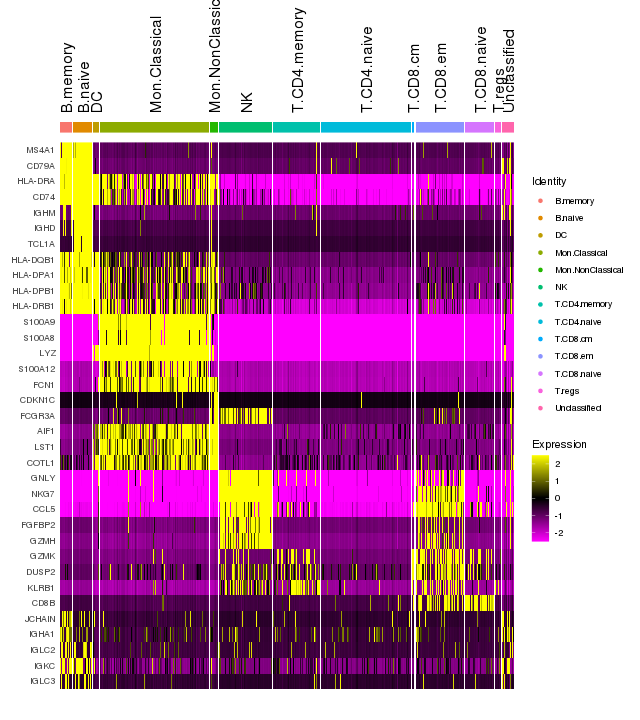 B.memory
B.naive
DC
Mon.Classical
Mon.NonClassic
NK
T.CD4.memory
T.CD4.naive
T.CD8.cm
T.CD8.em
T.CD8.naive
T.regs
Unclassified
MS4A1
CD79A
HLA-DRA
CD74
IGHM
IGHD
TCL1A
HLA-DQB1
HLA-DPA1
HLA-DPB1
HLA-DRB1
S100A9
S100A8
LYZ
S100A12
FCN1
CDKN1C
FCGR3A
AIF1
LST1
COTL1
GNLY
NKG7
CCL5
FGFBP2
GZMH
GZMK
DUSP2
KLRB1
CD8B
JCHAIN
IGHA1
IGLC2
IGKC
IGLC3
Identity
B.memory
B.naive
DC
Mon.Classical
Mon.NonClassical
NK
T.CD4.memory
T.CD4.naive
T.CD8.cm
T.CD8.em
T.CD8.naive
T.regs
Unclassified
Expression
2
1
0
-1
-2